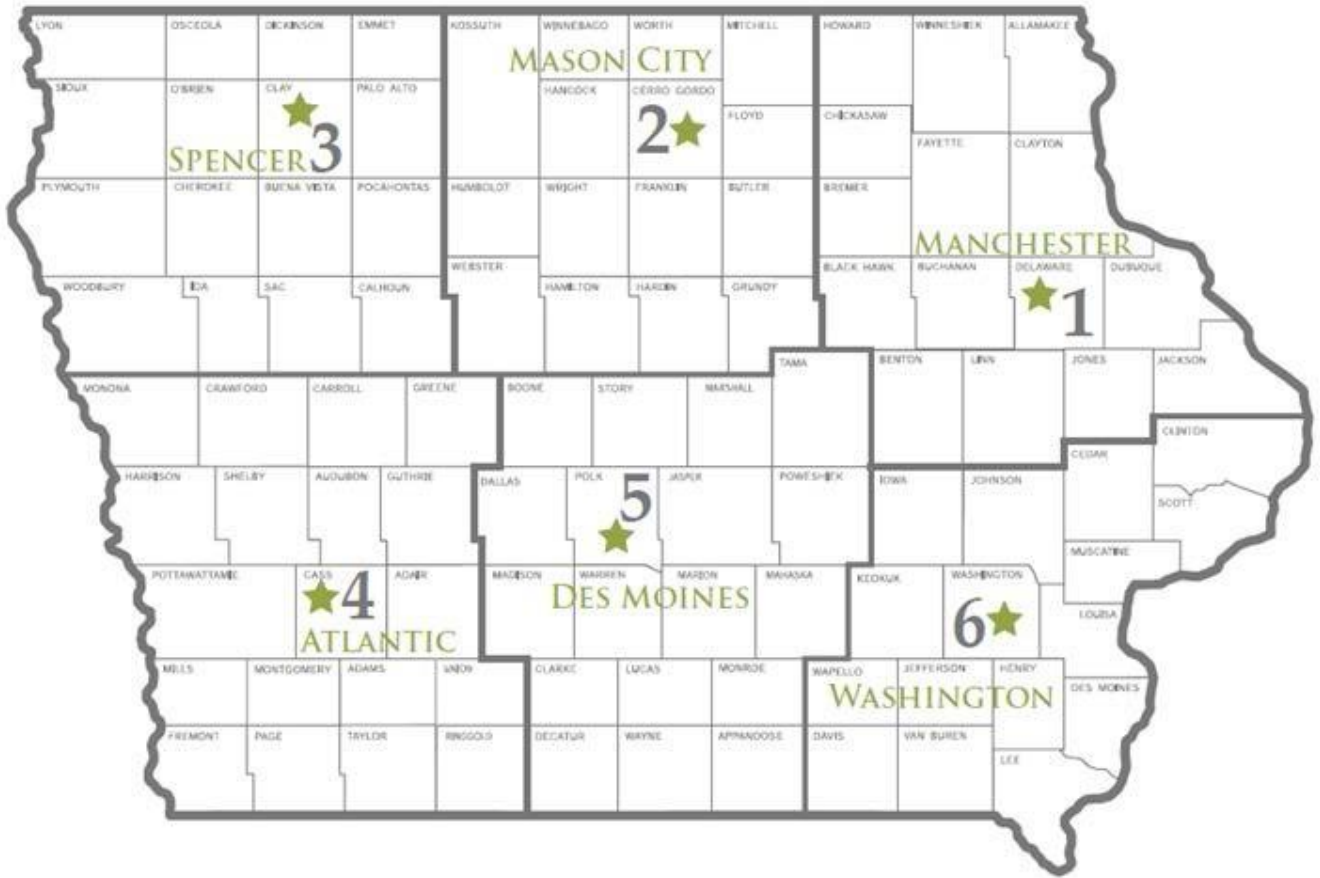 LYON OSCEOLA DICKINSON EMMET KOSSUTH WINNEBAGO WORTH MITCHELL HOWARD WINNESHIEK ALLAMAKEE
MASON CITY
SIOUX O'BRIEN CLAY PALO ALTO HANCOCK CERRO GORDO
FLOYD CHICKASAW
2
3
SPENCER
FAYETTE CLAYTON
PLYMOUTH CHEROKEE BUENA VISTA POCAHONTAS HUMBOLDT WRIGHT FRANKLIN BUTLER BREMER
MANCHESTER
WEBSTER BLACK HAWK BUCHANAN DELAWARE DUBUQUE
WOODBURY IDA SAC CALHOUN HAMILTON HARDIN GRUNDY
1
TAMA BENTON LINN JONES JACKSON
MONONA CRAWFORD CARROLL GREENE BOONE STORY MARSHALL
CLINTON
CEDAR
HARRISON SHELBY AUDUBON GUTHRIE DALLAS POLK JASPER POWESHIEK IOWA JOHNSON
5
SCOTT
MUSCATINE
POTTAWATTAMIE CASS ADAIR MADISON WARREN MARION MAHASKA KEOKUK WASHINGTON
4
DES MOINES
LOUISA
6
ATLANTIC
MILLS MONTGOMERY ADAMS UNION CLARKE LUCAS MONROE WAPELLO JEFFERSON HENRY
DES MOINES
WASHINGTON
FREMONT PAGE TAYLOR RINGGOLD DECATUR WAYNE APPANOOSE DAVIS VAN BUREN
LEE